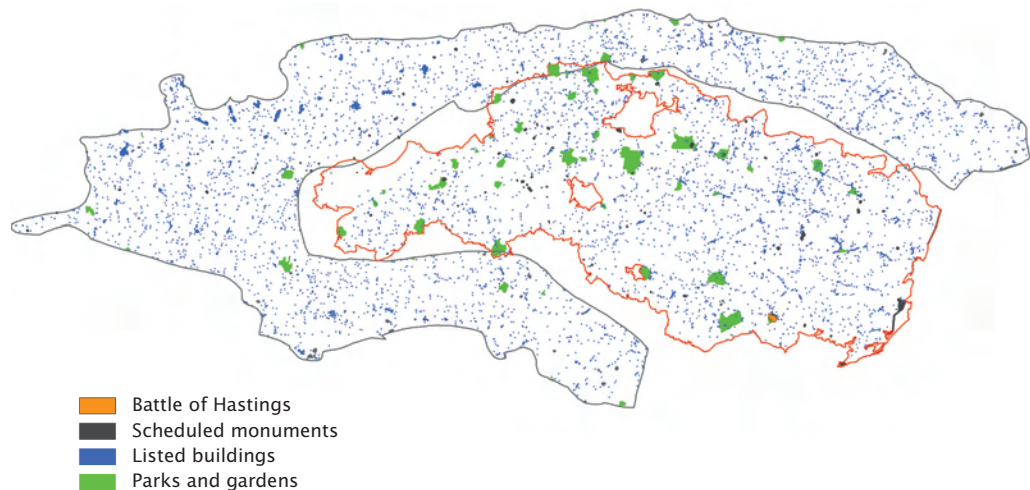 Battle of Hastings
Scheduled monuments
Listed buildings
Parks and gardens